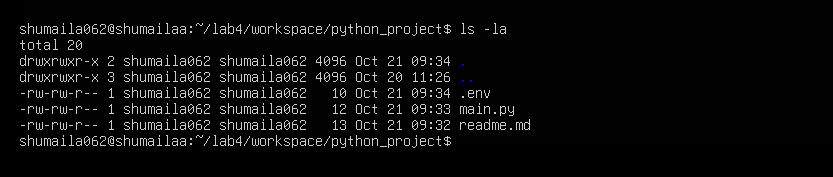 shumaila062@shumailaa:~/lab4/workspace/python_project$ ls -la
total 20
drwxrwxr-x 2 shumaila062 shumaila062 4096 Oct 21 09:34 .
drwxrwxr-x 3 shumaila062 shumaila062 4096 Oct 20 11:26 ..
-rw-rw-r-- 1 shumaila062 shumaila062   10 Oct 21 09:34 .env
-rw-rw-r-- 1 shumaila062 shumaila062   12 Oct 21 09:33 main.py
-rw-rw-r-- 1 shumaila062 shumaila062   13 Oct 21 09:32 readme.md
shumaila062@shumailaa:~/lab4/workspace/python_project$